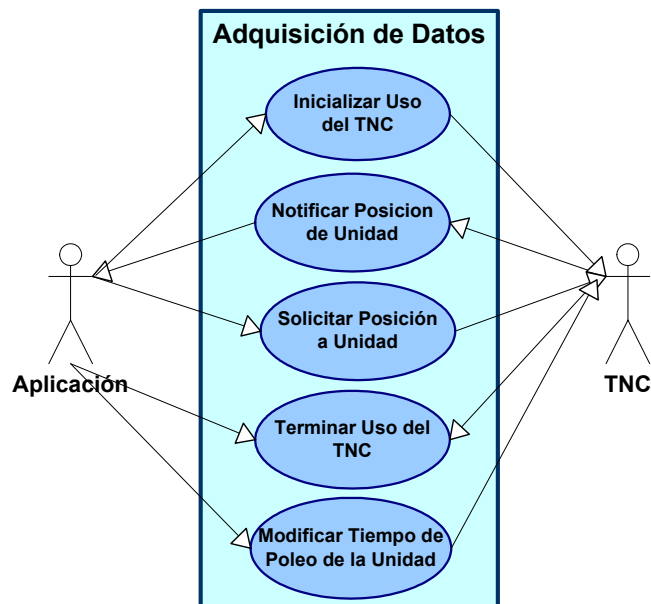 Adquisición de Datos
Inicializar Uso
del TNC
Notificar Posicion
de Unidad
Solicitar Posición
a Unidad
Aplicación
TNC
Terminar Uso del
TNC
Modificar Tiempo de
Poleo de la Unidad